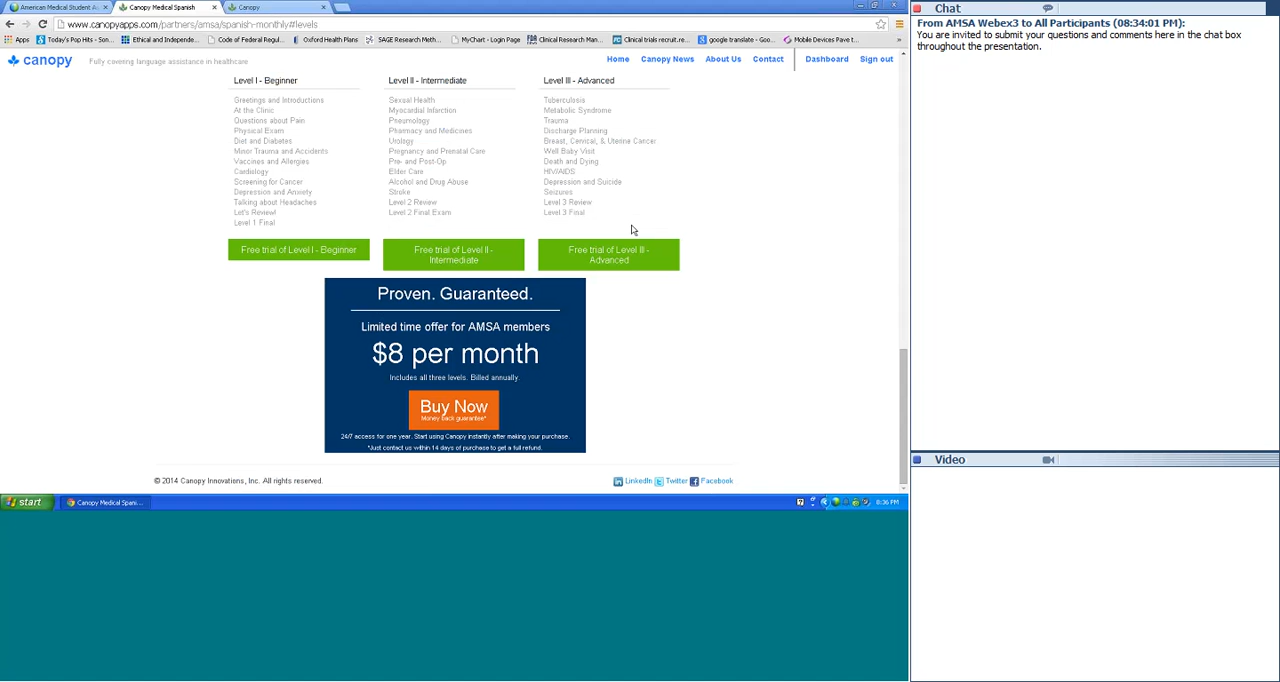 American Medical Student A
Canopy Medical Spanish
Canopy
www.canopyapps.com/partners/amsa/spanish-monthly#levels
Apps
Today's Pop Hits - Son...
Ethical and Independe...
Code of Federal Regul...
Oxford Health Plans
SAGE Research Meth...
MyChart - Login Page
Clinical Research Man...
Clinical trials recruit.re...
google translate - Goo...
Mobile Devices Pave t...
canopy
Fully covering language assistance in healthcare
Home
Canopy News
About Us
Contact
Dashboard
Sign out
Level I - Beginner
Greetings and Introductions
At the Clinic
Questions about Pain
Physical Exam
Diet and Diabetes
Minor Trauma and Accidents
Vaccines and Allergies
Cardiology
Screening for Cancer
Depression and Anxiety
Talking about Headaches
Let's Review!
Level 1 Final
Free trial of Level I - Beginner
Level II - Intermediate
Sexual Health
Myocardial Infarction
Pneumology
Pharmacy and Medicines
Urology
Pregnancy and Prenatal Care
Pre- and Post-Op
Elder Care
Alcohol and Drug Abuse
Stroke
Level 2 Review
Level 2 Final Exam
Free trial of Level II -
Intermediate
Level III - Advanced
Tuberculosis
Metabolic Syndrome
Trauma
Discharge Planning
Breast, Cervical, & Uterine Cancer
Well Baby Visit
Death and Dying
HIV/AIDS
Depression and Suicide
Seizures
Level 3 Review
Level 3 Final
Free trial of Level III -
Advanced
Proven. Guaranteed.
Limited time offer for AMSA members
$8 per month
Includes all three levels. Billed annually.
Buy Now
Money back guarantee*
24/7 access for one year. Start using Canopy instantly after making your purchase.
*Just contact us within 14 days of purchase to get a full refund.
© 2014 Canopy Innovations, Inc. All rights reserved.
LinkedIn
Twitter
Facebook
start
Canopy Medical Spani...
8:36 PM
Chat
From AMSA Webex3 to All Participants (08:34:01 PM):
You are invited to submit your questions and comments here in the chat box
throughout the presentation.
Video